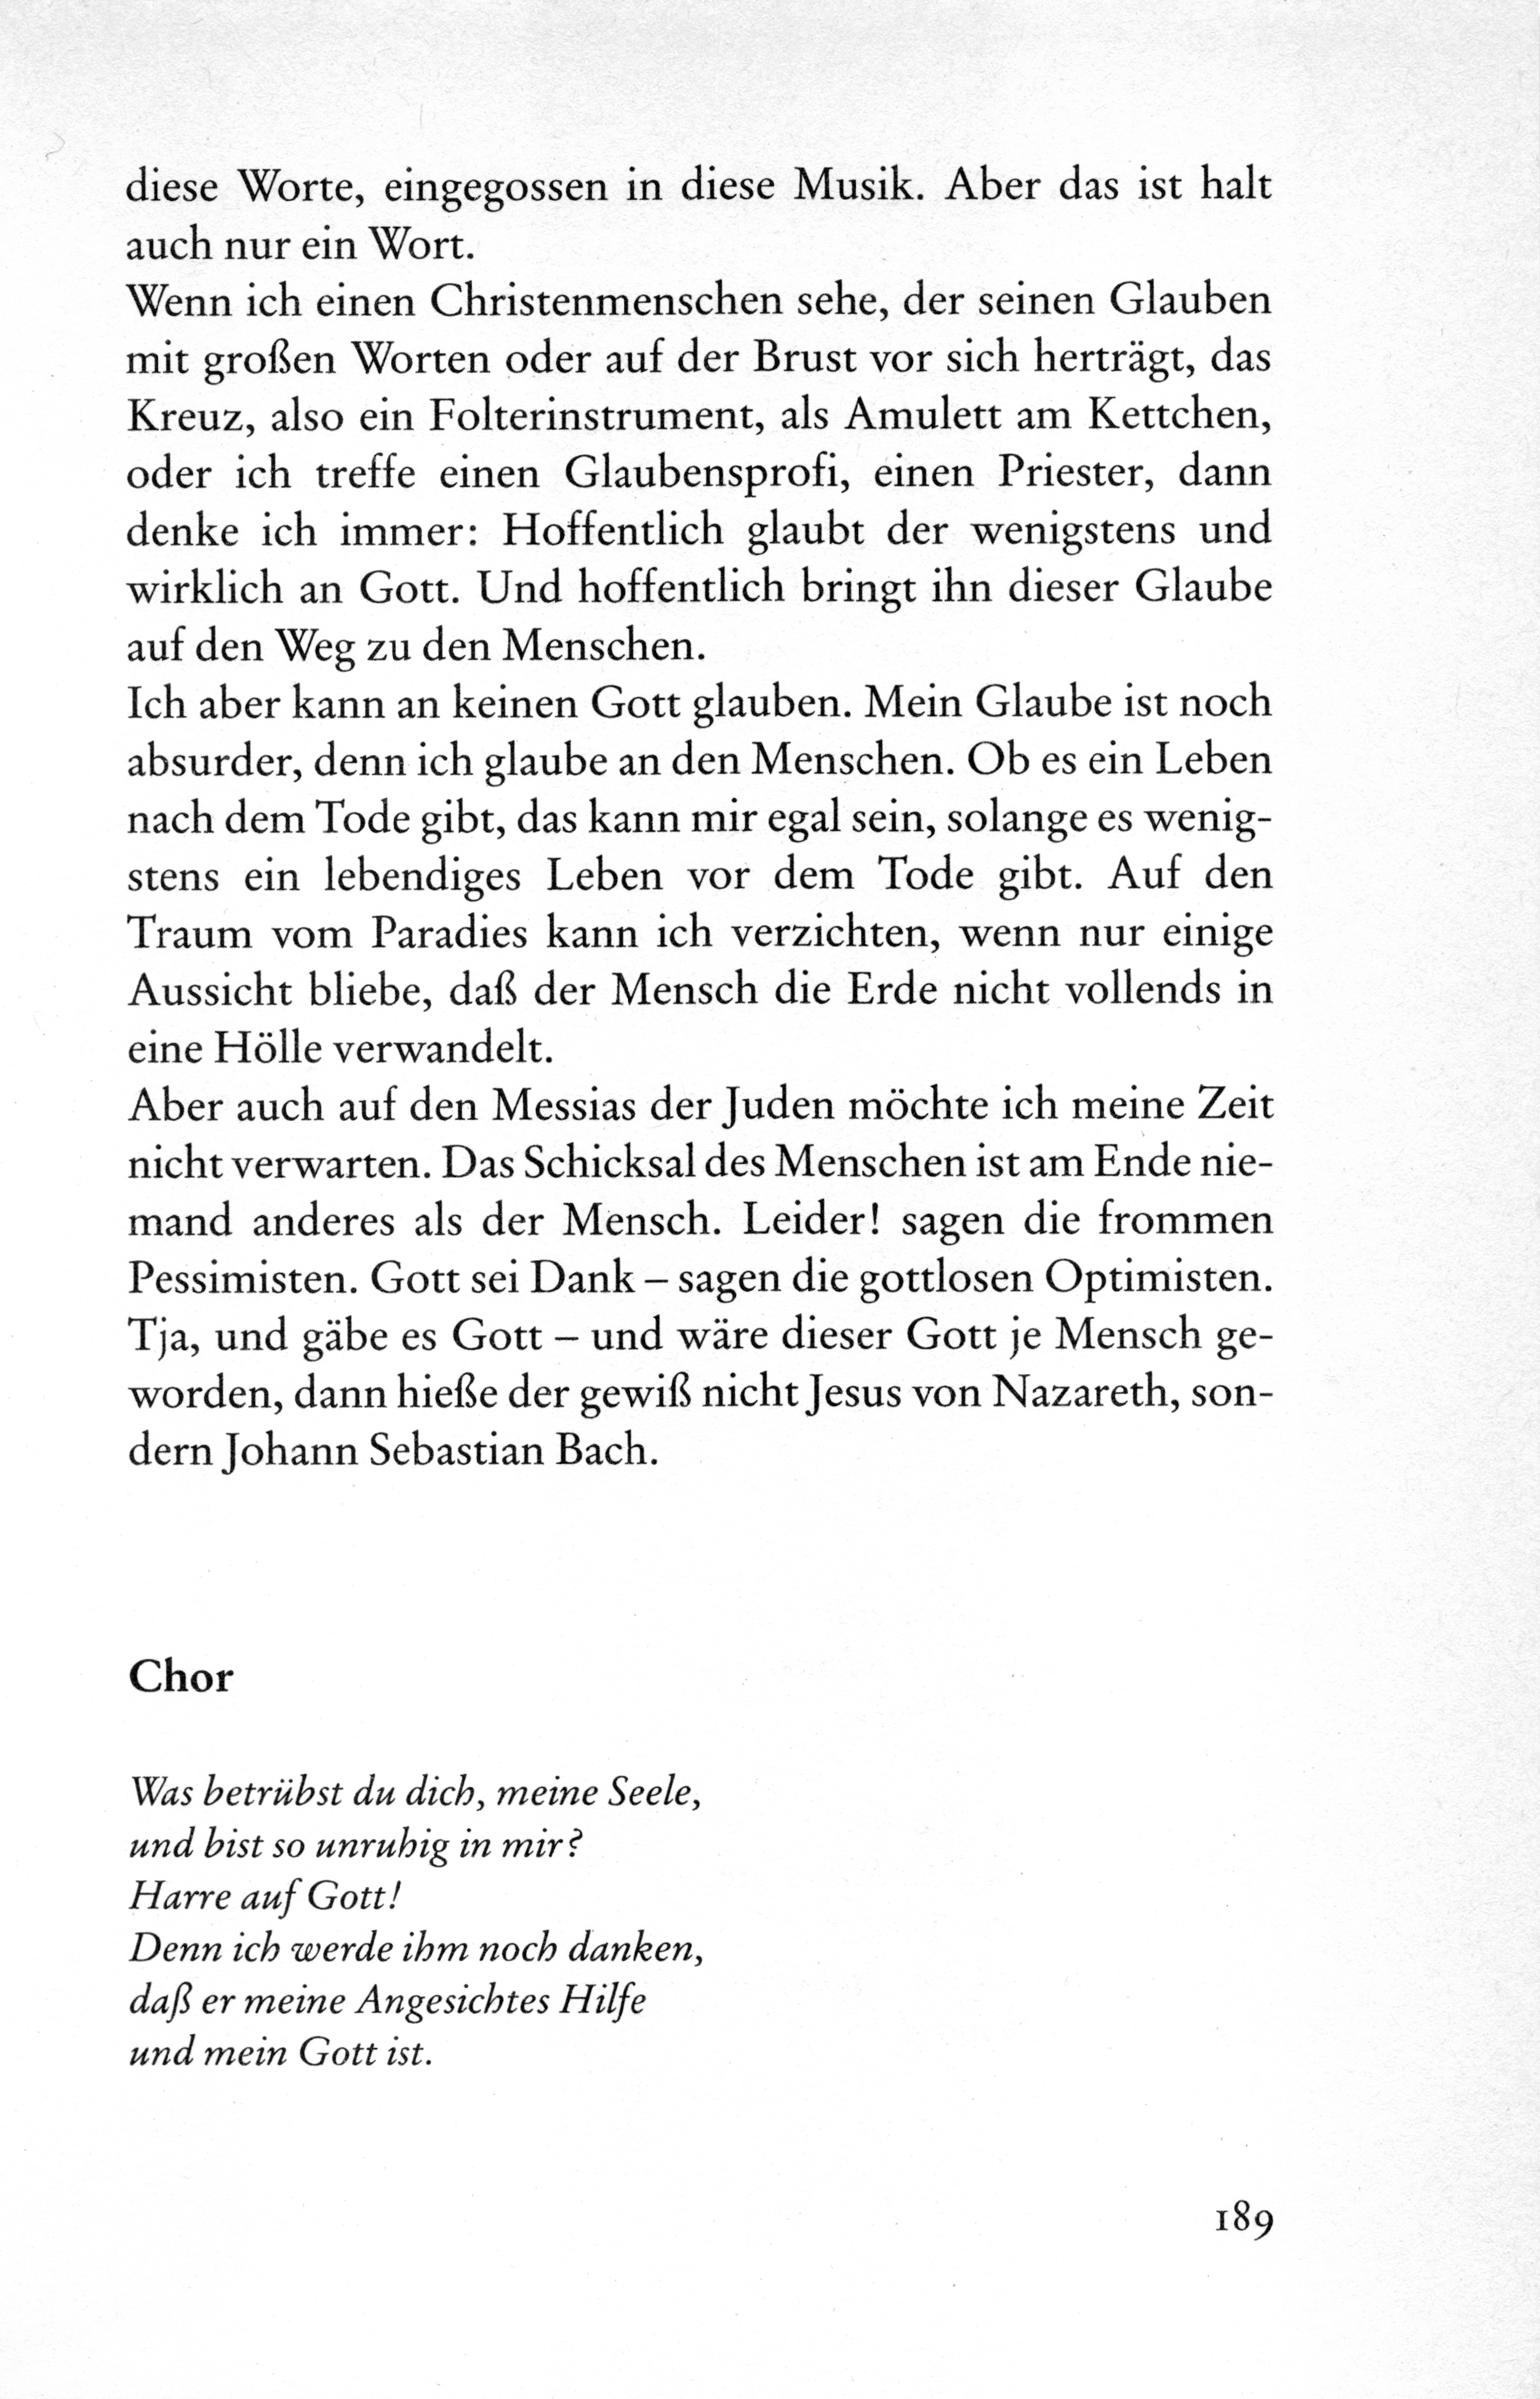 diese Worte, eingegossen in diese Musik. Aber das ist halt
auch nur ein Wort.
Wenn ich einen Christenmenschen sehe, der seinen Glauben
mit großen Worten oder auf der Brust vor sich herträgt, das
Kreuz, also ein Folterinstrument, als Amulett am Kettchen,
oder ich treffe einen Glaubensprofi, einen Priester, dann
denke ich immer: Hoffentlich glaubt der wenigstens und
wirklich an Gott. Und hoffentlich bringt ihn dieser Glaube
auf den Weg zu den Menschen.
Ich aber kann an keinen Gott glauben. Mein Glaube ist noch
absurder, denn ich glaube an den Menschen. Ob es ein Leben
nach dem Tode gibt, das kann mir egal sein, solange es wenig-
stens ein lebendiges Leben vor dem Tode gibt. Auf den
Traum vom Paradies kann ich verzichten, wenn nur einige
Aussicht bliebe, daß der Mensch die Erde nicht vollends in
eine Hölle verwandelt.
Aber auch auf den Messias der Juden möchte ich meine Zeit
nicht verwarten. Das Schicksal des Menschen ist am Ende nie-
mand anderes als der Mensch. Leider! sagen die frommen
Pessimisten. Gott sei Dank – sagen die gottlosen Optimisten.
Tja, und gäbe es Gott – und wäre dieser Gott je Mensch ge-
worden, dann hieße der gewiß nicht Jesus von Nazareth, son-
dern Johann Sebastian Bach.
Chor
Was betrübst du dich, meine Seele,
und bist so unruhig in mir?
Harre auf Gott!
Denn ich werde ihm noch danken,
daß er meine Angesichtes Hilfe
und mein Gott ist.
189